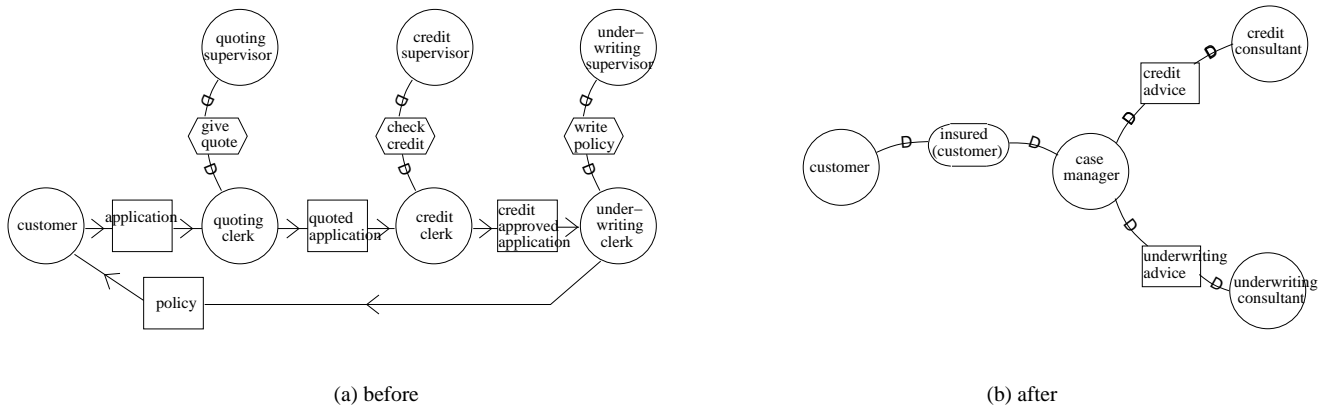 quoting
supervisor
credit
supervisor
under–
writing
supervisor
D
D
D
give
quote
check
credit
write
policy
D
D
D
customer
application
quoting
clerk
quoted
application
credit
clerk
credit
approved
application
under–
writing
clerk
policy
(a) before
credit
consultant
D
credit
advice
D
customer
D
insured
(customer)
D
case
manager
D
underwriting
advice
D
underwriting
consultant
(b) after